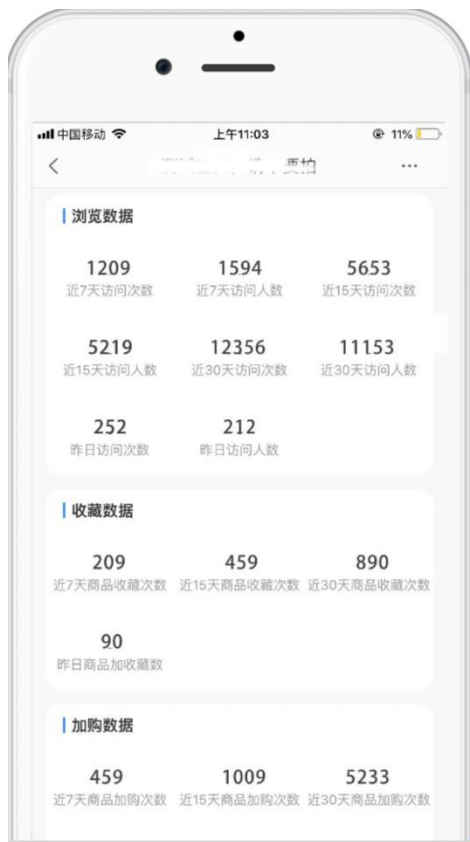 中国移动 上午11:03 11%
要拍
浏览数据
1209 1594 5653
近7天访问次数 近7天访问人数 近15天访问次数
5219 12356 11153
近15天访问人数 近30天访问次数 近30天访问人数
252 212
昨日访问次数 昨日访问人数
收藏数据
209 459 890
近7天商品收藏次数 近15天商品收藏次数 近30天商品收藏次数
90
昨日商品加收藏数
加购数据
459 1009 5233
近7天商品加购次数 近15天商品加购次数 近30天商品加购次数